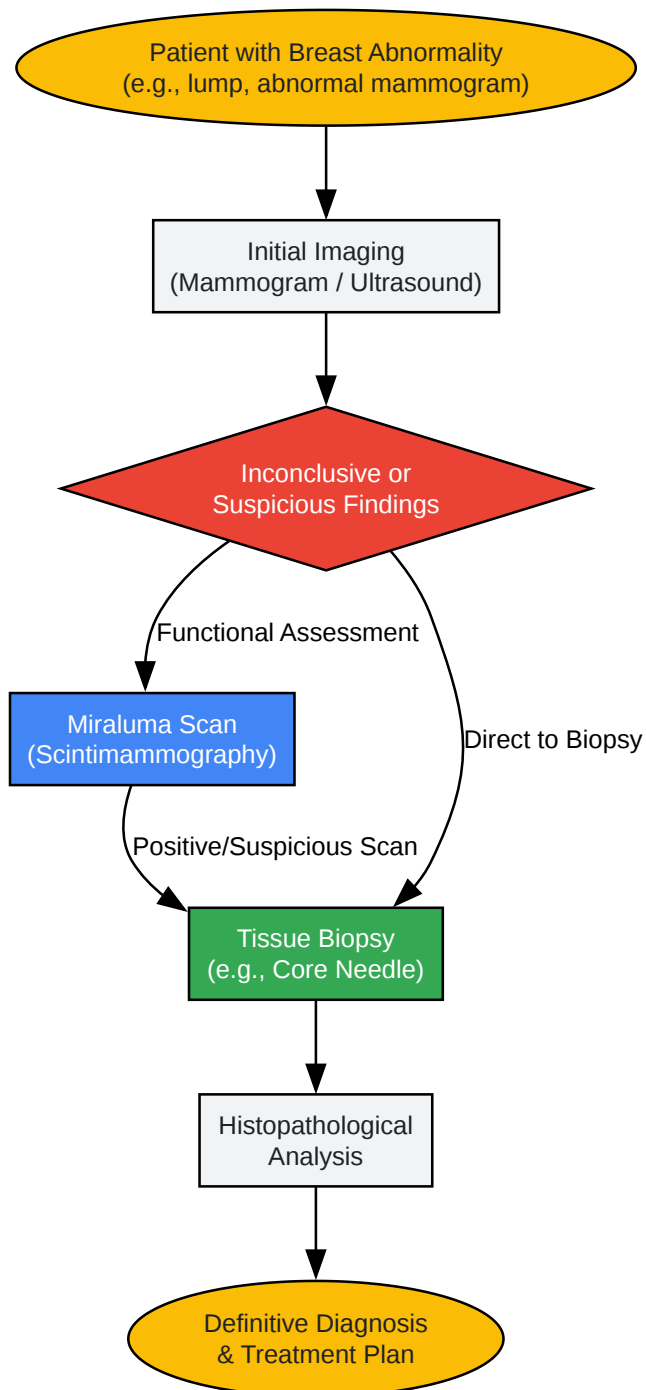 Patient with Breast Abnormality
(e.g., lump, abnormal mammogram)
Initial Imaging
(Mammogram / Ultrasound)
Inconclusive or
Suspicious Findings
Functional Assessment
Miraluma Scan
(Scintimammography)
Direct to Biopsy
Positive/Suspicious Scan
Tissue Biopsy
(e.g., Core Needle)
Histopathological
Analysis
Definitive Diagnosis
& Treatment Plan